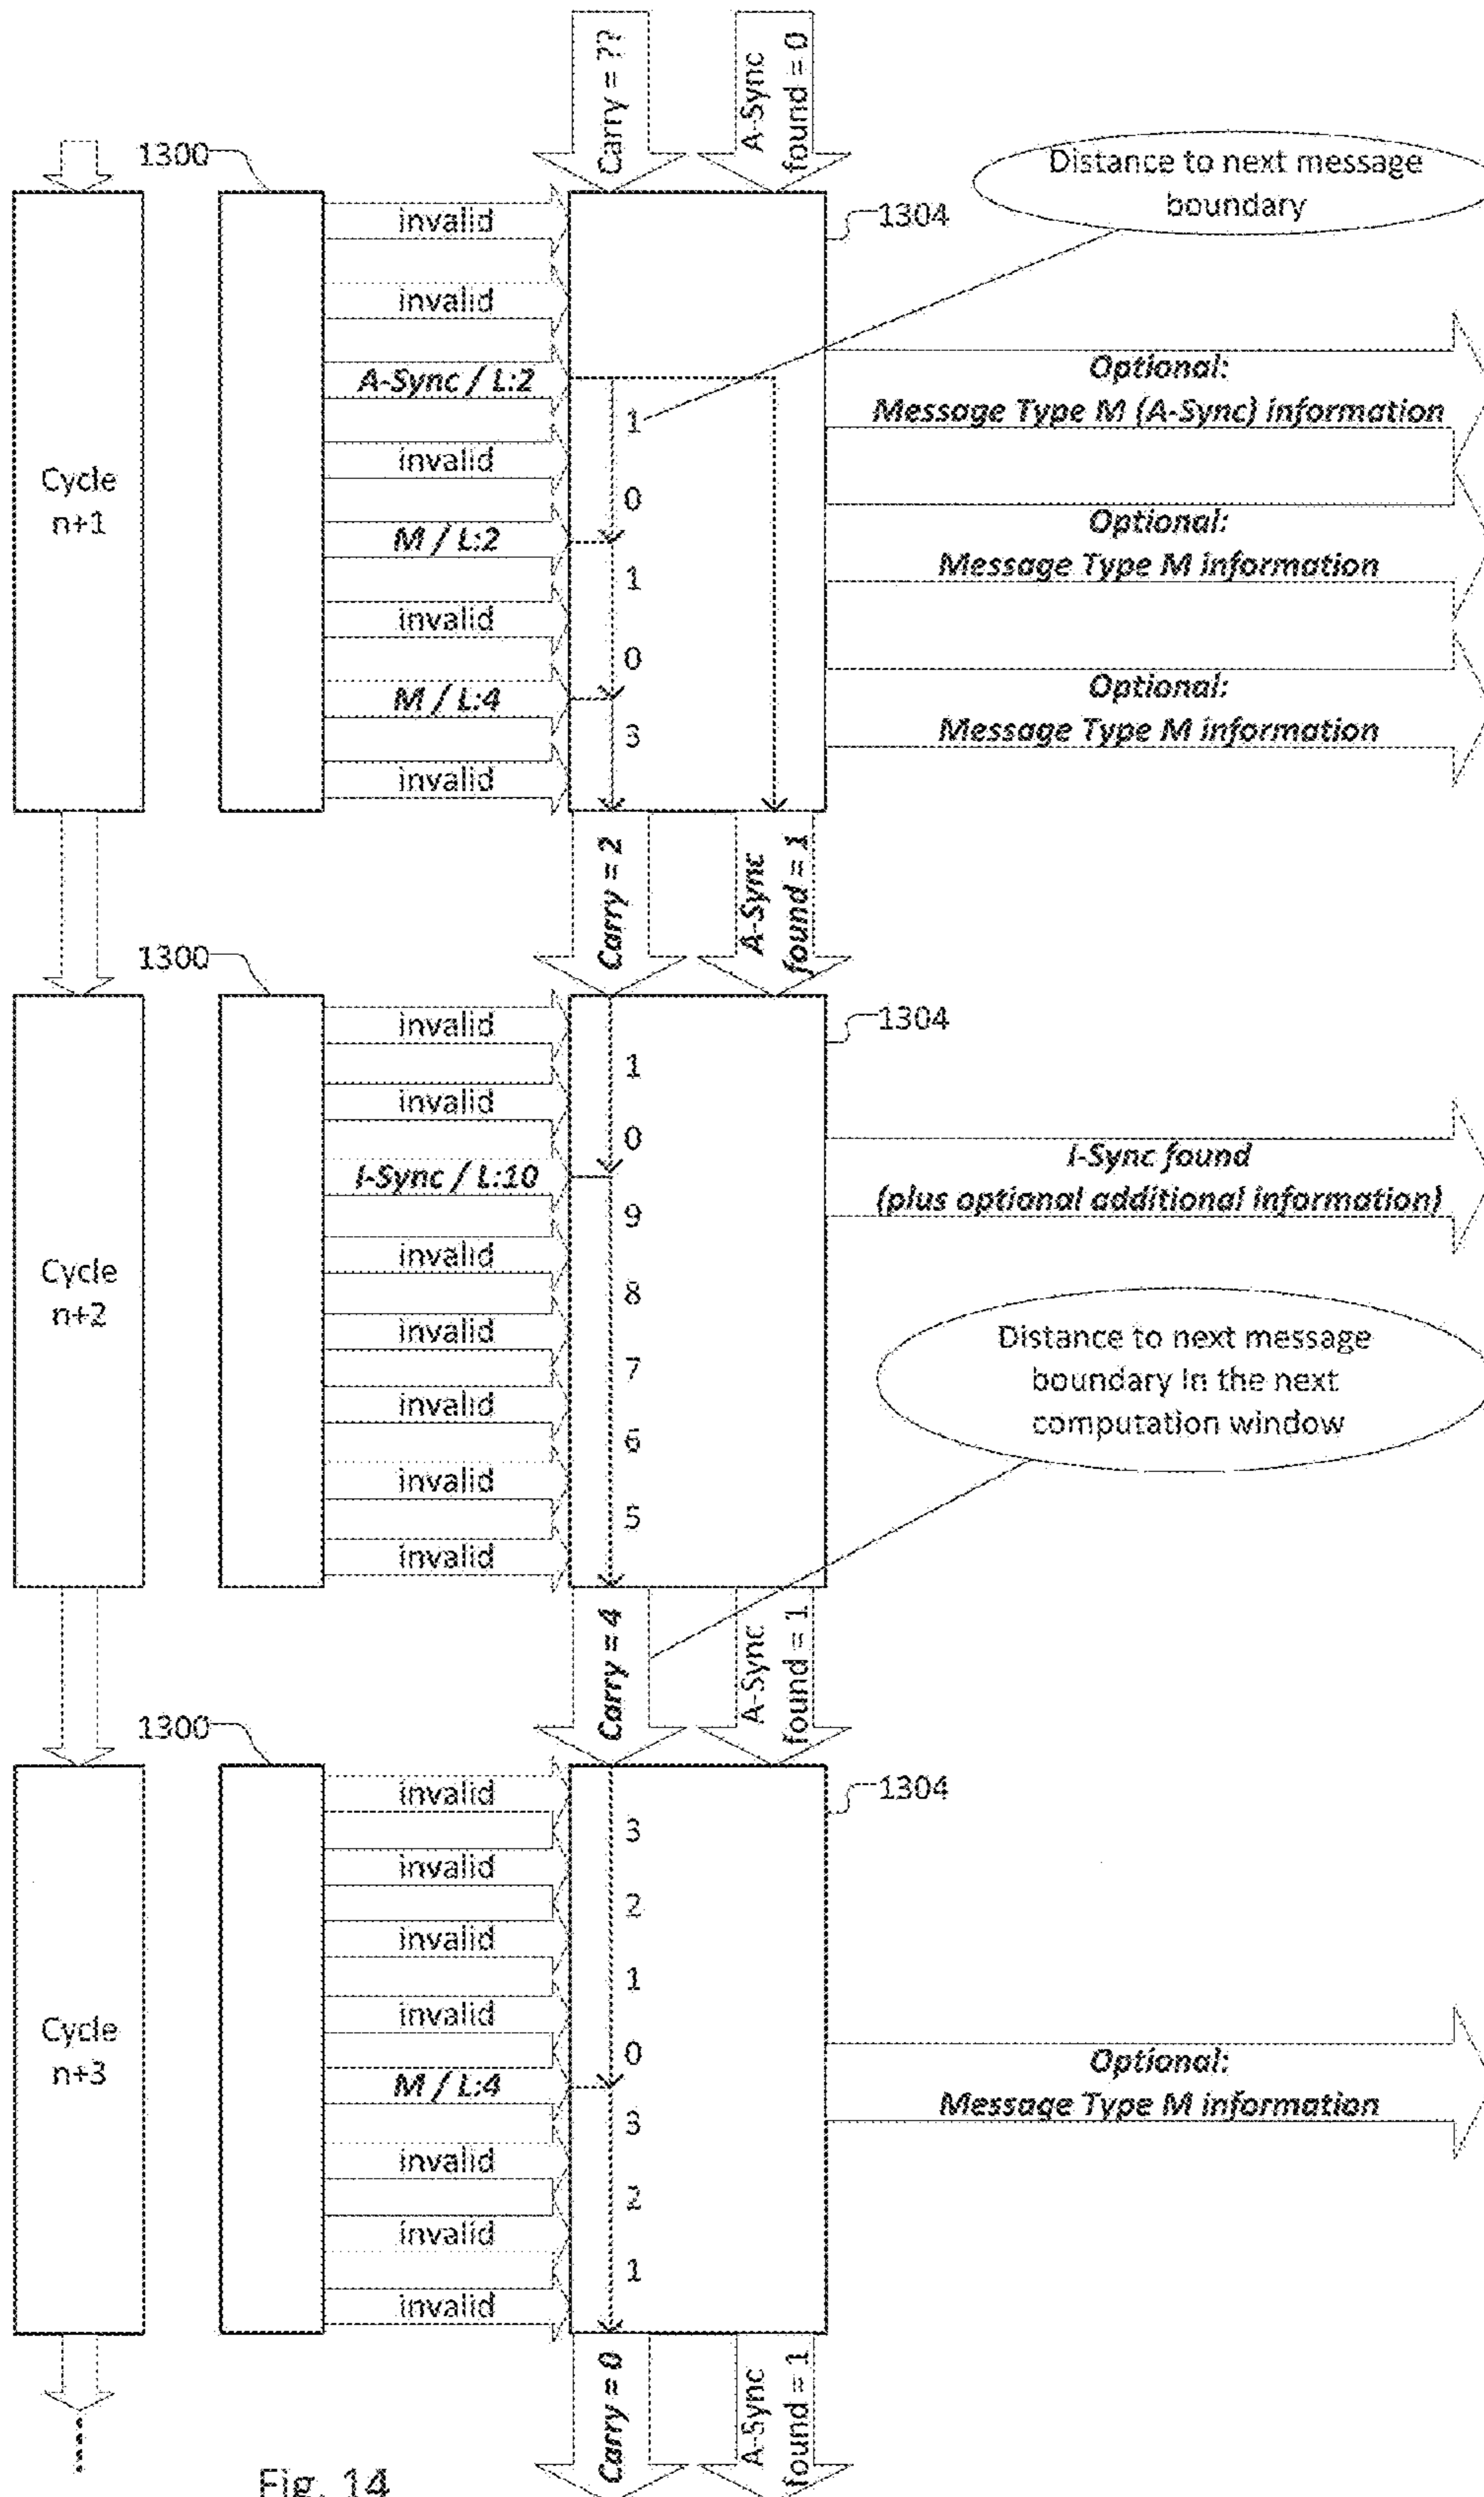 Carry = ??
A-Sync
found = 0
1300
Distance to next message
boundary
1304
invalid
invalid
A-Sync / L:2
1
Optional:
Message Type M (A-Sync) information
invalid
Cycle
n+1
0
M / L:2
Optional:
Message Type M information
1
invalid
0
M / L:4
Optional:
Message Type M information
3
invalid
Carry = 2
A-Sync
found = 1
1300
1304
invalid
1
invalid
0
I-Sync / L:10
I-Sync found
(plus optional additional information)
9
invalid
Cycle
n+2
8
invalid
Distance to next message
boundary in the next
computation window
7
invalid
6
invalid
5
invalid
Carry = 4
A-Sync
found = 1
1300
1304
invalid
3
invalid
2
invalid
1
invalid
Cycle
n+3
0
M / L:4
Optional:
Message Type M information
3
invalid
2
invalid
1
invalid
Carry = 0
A-Sync
found = 1
Fig. 14